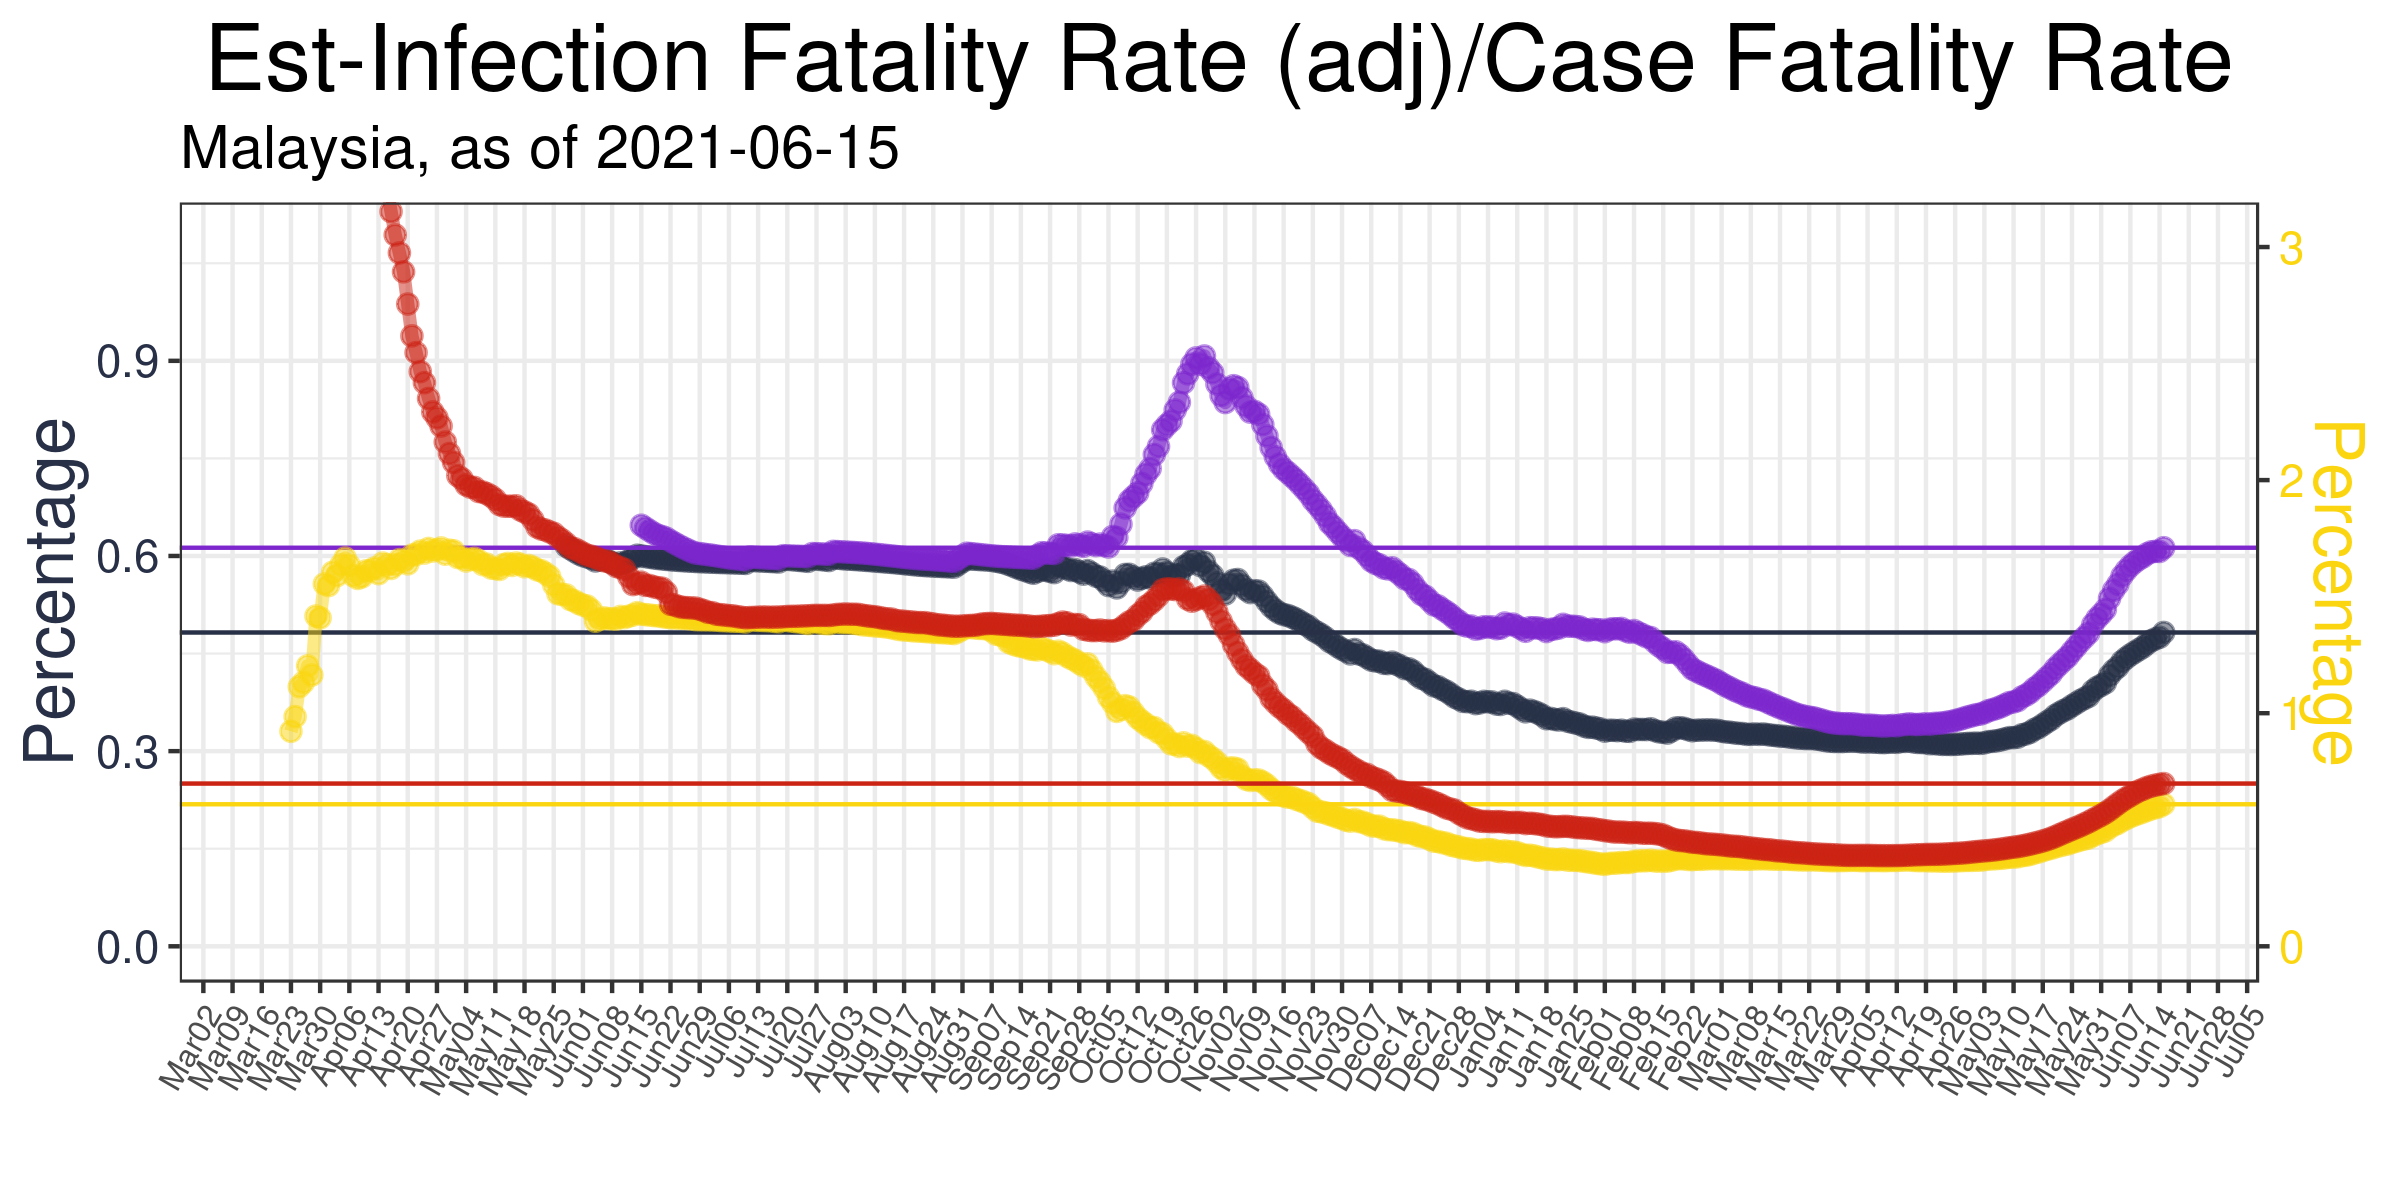 Est-Infection Fatality Rate (adj)/Case Fatality Rate
Malaysia, as of 2021-06-15
Percentage
0.9
0.6
0.3
0.0
3
2
1
0
Percentage
Mar02
Mar09
Mar16
Mar23
Mar30
Apr06
Apr13
Apr20
Apr27
May04
May11
May18
May25
Jun01
Jun08
Jun15
Jun22
Jun29
Jul06
Jul13
Jul20
Jul27
Aug03
Aug10
Aug17
Aug24
Aug31
Sep07
Sep14
Sep21
Sep28
Oct05
Oct12
Oct19
Oct26
Nov02
Nov09
Nov16
Nov23
Nov30
Dec07
Dec14
Dec21
Dec28
Jan04
Jan11
Jan18
Jan25
Feb01
Feb08
Feb15
Feb22
Mar01
Mar08
Mar15
Mar22
Mar29
Apr05
Apr12
Apr19
Apr26
May03
May10
May17
May24
May31
Jun07
Jun14
Jun21
Jun28
Jul05